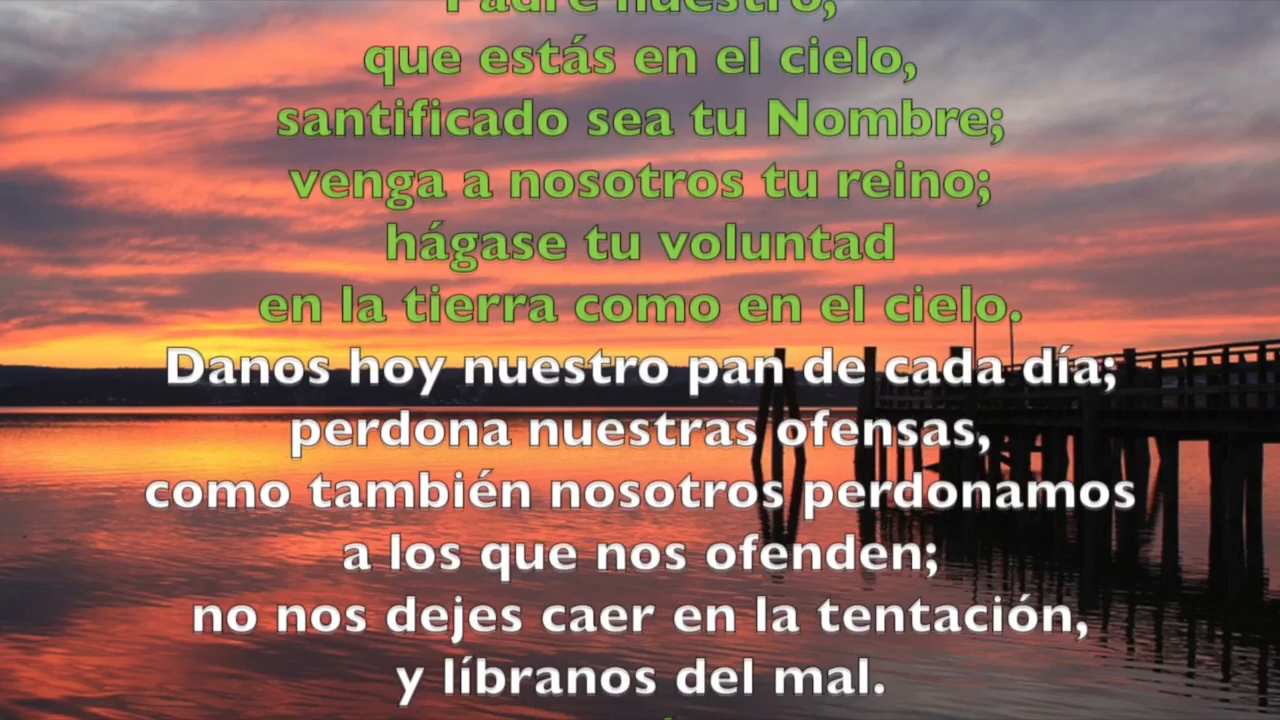 Padre nuestro,
que estás en el cielo,
santificado sea tu Nombre;
venga a nosotros tu reino;
hágase tu voluntad
en la tierra como en el cielo.
Danos hoy nuestro pan de cada día;
perdona nuestras ofensas,
como también nosotros perdonamos
a los que nos ofenden;
no nos dejes caer en la tentación,
y líbranos del mal.